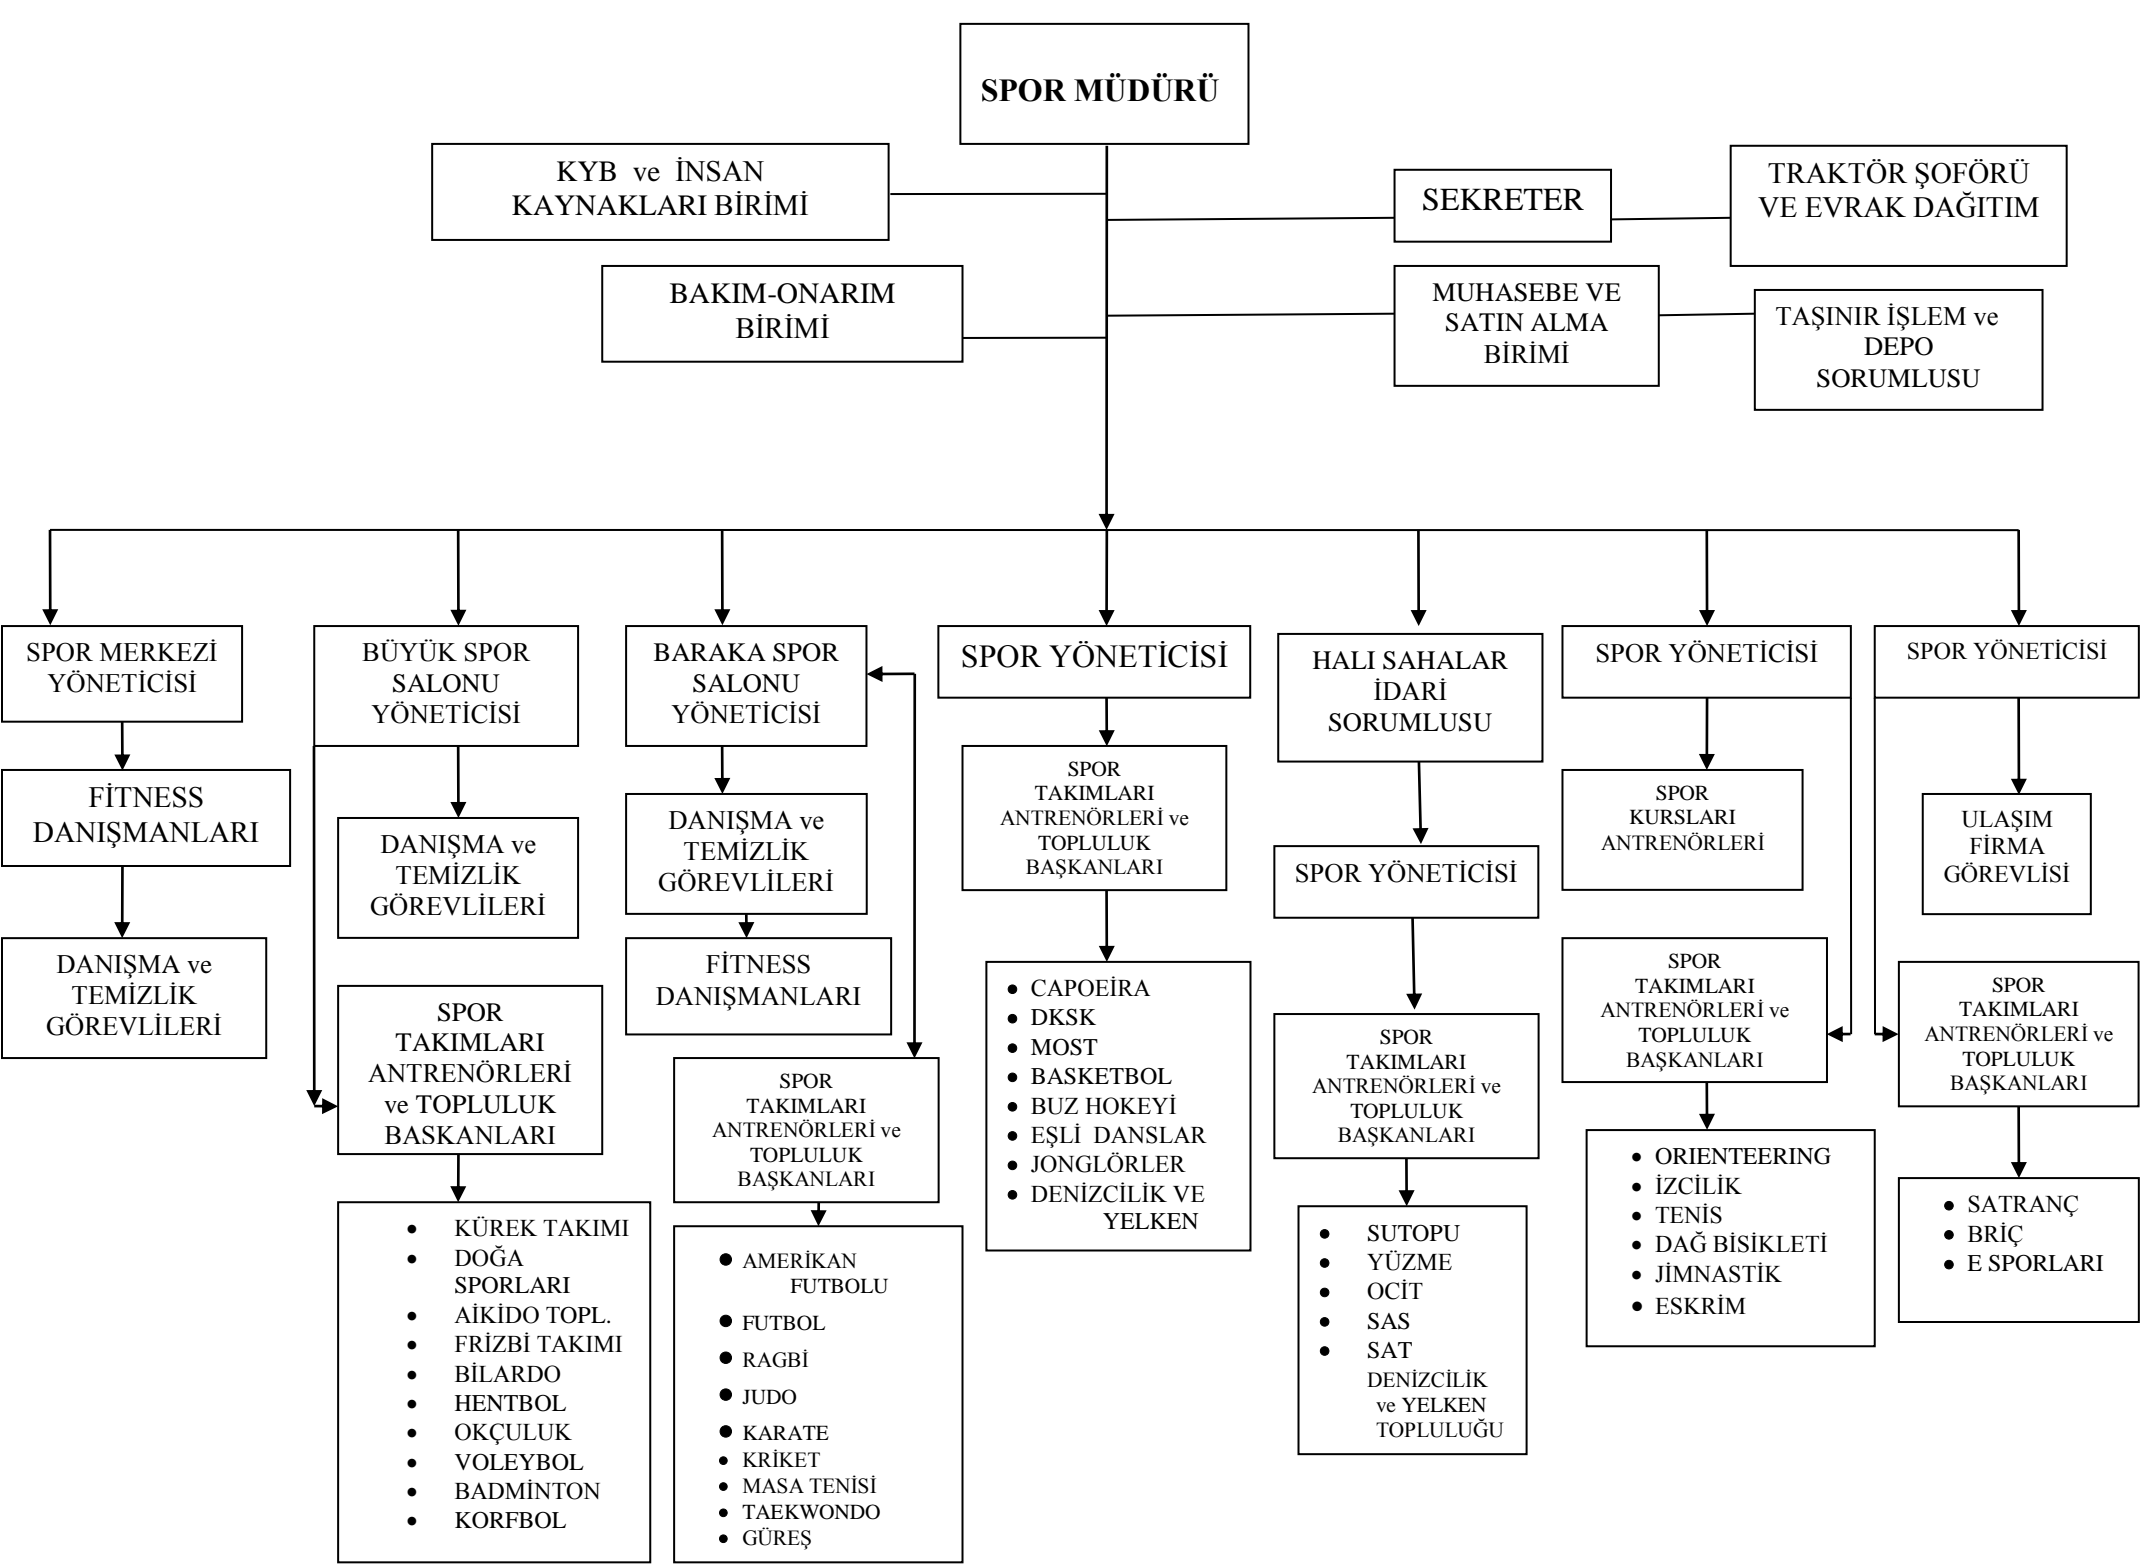 SPOR MÜDÜRÜ
KYB ve İNSAN
KAYNAKLARI BİRİMİ
SEKRETER
TRAKTÖR ŞOFÖRÜ
VE EVRAK DAĞITIM
BAKIM-ONARIM
BİRİMİ
MUHASEBE VE
SATIN ALMA
BİRİMİ
TAŞINIR İŞLEM ve
DEPO
SORUMLUSU
SPOR MERKEZİ
YÖNETİCİSİ
FİTNESS
DANIŞMANLARI
DANIŞMA ve
TEMİZLİK
GÖREVLİLERİ
BÜYÜK SPOR
SALONU
YÖNETİCİSİ
DANIŞMA ve
TEMİZLİK
GÖREVLİLERİ
SPOR
TAKIMLARI
ANTRENÖRLERİ
ve TOPLULUK
BASKANLARI
• KÜREK TAKIMI
• DOĞA
SPORLARI
• AİKİDO TOPL.
• FRİZBİ TAKIMI
• BİLARDO
• HENTBOL
• OKÇULUK
• VOLEYBOL
• BADMİNTON
• KORFBOL
BARAKA SPOR
SALONU
YÖNETİCİSİ
DANIŞMA ve
TEMİZLİK
GÖREVLİLERİ
FİTNESS
DANIŞMANLARI
SPOR
TAKIMLARI
ANTRENÖRLERİ ve
TOPLULUK
BAŞKANLARI
• AMERİKAN
FUTBOLU
• FUTBOL
• RAGBİ
• JUDO
• KARATE
• KRİKET
• MASA TENİSİ
• TAEKWONDO
• GÜREŞ
SPOR YÖNETİCİSİ
SPOR
TAKIMLARI
ANTRENÖRLERİ ve
TOPLULUK
BAŞKANLARI
• CAPOEİRA
• DKSK
• MOST
• BASKETBOL
• BUZ HOKEYİ
• EŞLİ DANSLAR
• JONGLÖRLER
• DENİZCİLİK VE
YELKEN
HALI SAHALAR
İDARİ
SORUMLUSU
SPOR YÖNETİCİSİ
SPOR
TAKIMLARI
ANTRENÖRLERİ ve
TOPLULUK
BAŞKANLARI
• SUTOPU
• YÜZME
• OCİT
• SAS
• SAT
DENİZCİLİK
ve YELKEN
TOPLULUĞU
SPOR YÖNETİCİSİ
SPOR
KURSLARI
ANTRENÖRLERİ
SPOR
TAKIMLARI
ANTRENÖRLERİ ve
TOPLULUK
BAŞKANLARI
• ORIENTEERING
• İZCİLİK
• TENİS
• DAĞ BİSİKLETİ
• JİMNASTİK
• ESKRİM
SPOR YÖNETİCİSİ
ULAŞIM
FİRMA
GÖREVLİSİ
SPOR
TAKIMLARI
ANTRENÖRLERİ ve
TOPLULUK
BAŞKANLARI
• SATRANÇ
• BRİÇ
• E SPORLARI